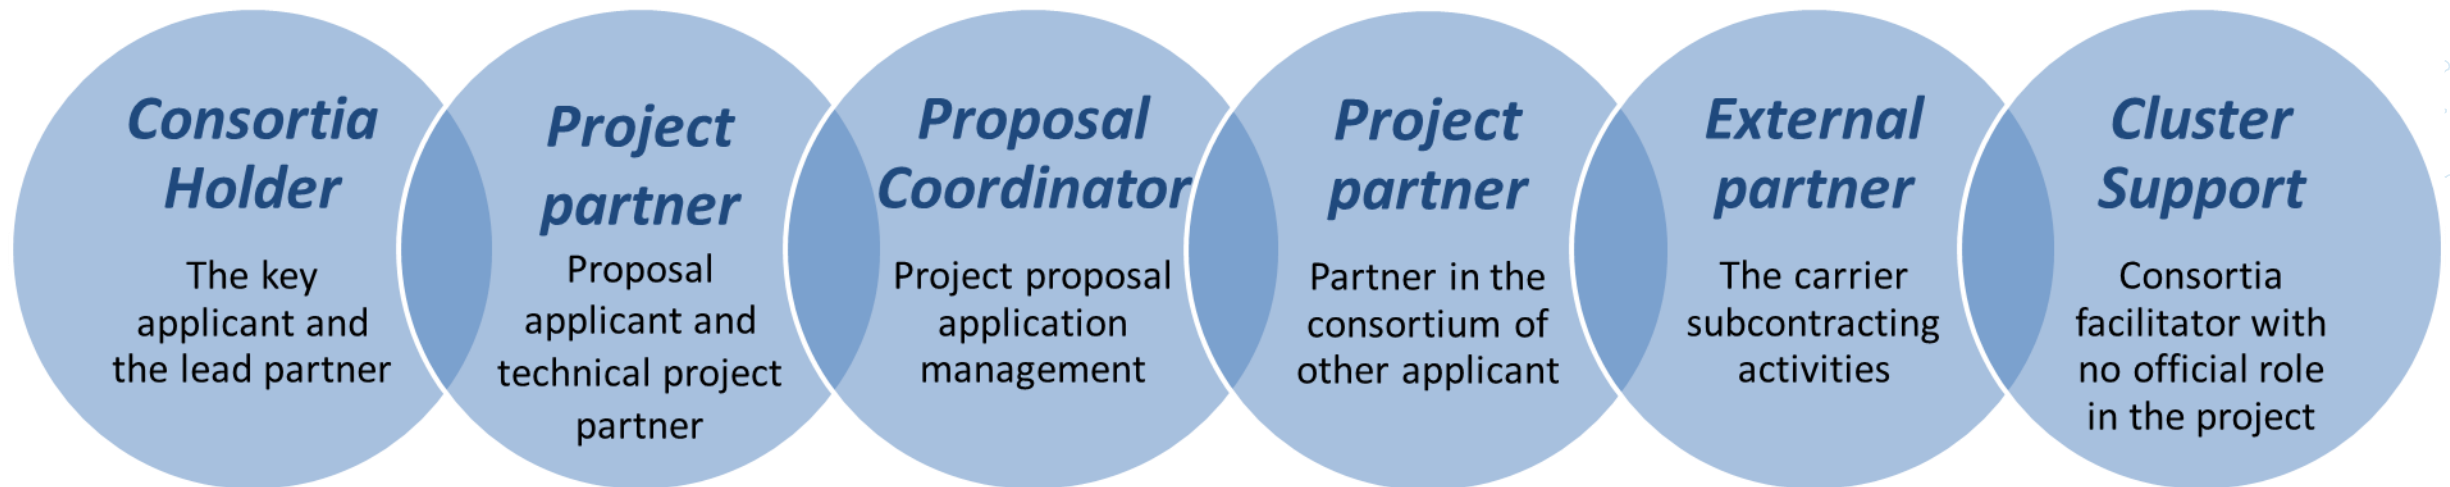 Consortia
Holder
The key
applicant and
the lead partner
Project
partner
Proposal
applicant and
technical project
partner
Proposal
Coordinator
Project proposal
application
management
Project
partner
Partner in the
consortium of
other applicant
External
partner
The carrier
subcontracting
activities
Cluster
Support
Consortia
facilitator with
no official role
in the project